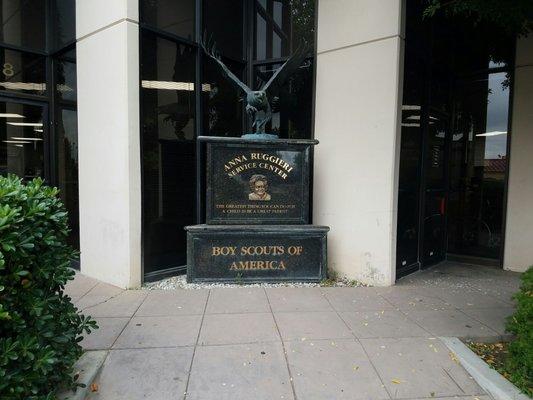 8
ANNA RUGGIERI
SERVICE CENTER
THE GREATEST THING YOU CAN DO FOR
A CHILD IS BE A GREAT PARENT
BOY SCOUTS OF
AMERICA